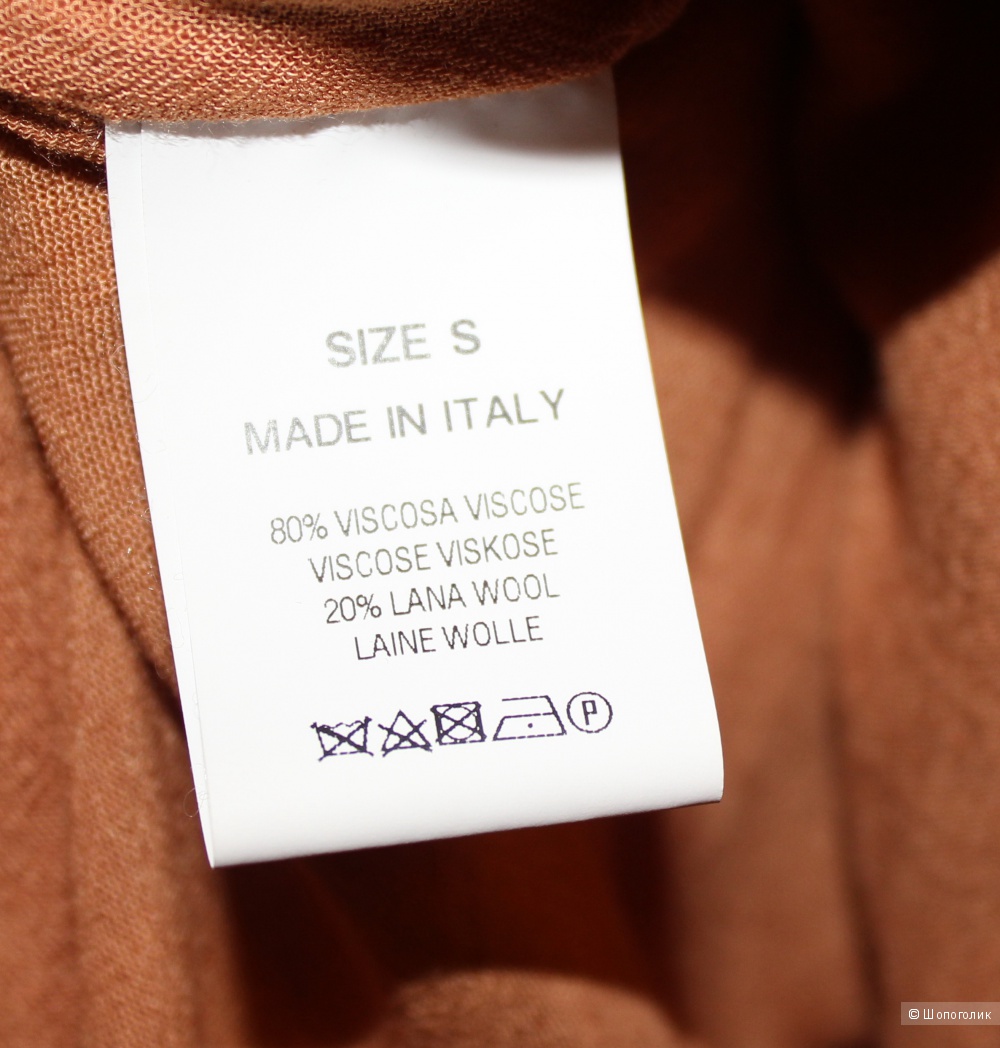 SIZE S
MADE IN ITALY
80% VISCOSA VISCOSE
VISCOSE VISKOSE
20% LANA WOOL
LAINE WOLLE
P
© Шопоголик